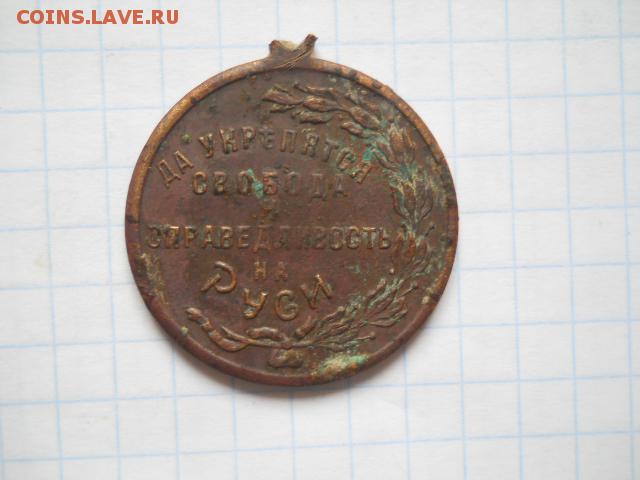 COINS.LAVE.RU
ДА УКРЕПЯТСЯ
СВОБОДА
И
СПРАВЕДЛИВОСТЬ
НА
РУСИ